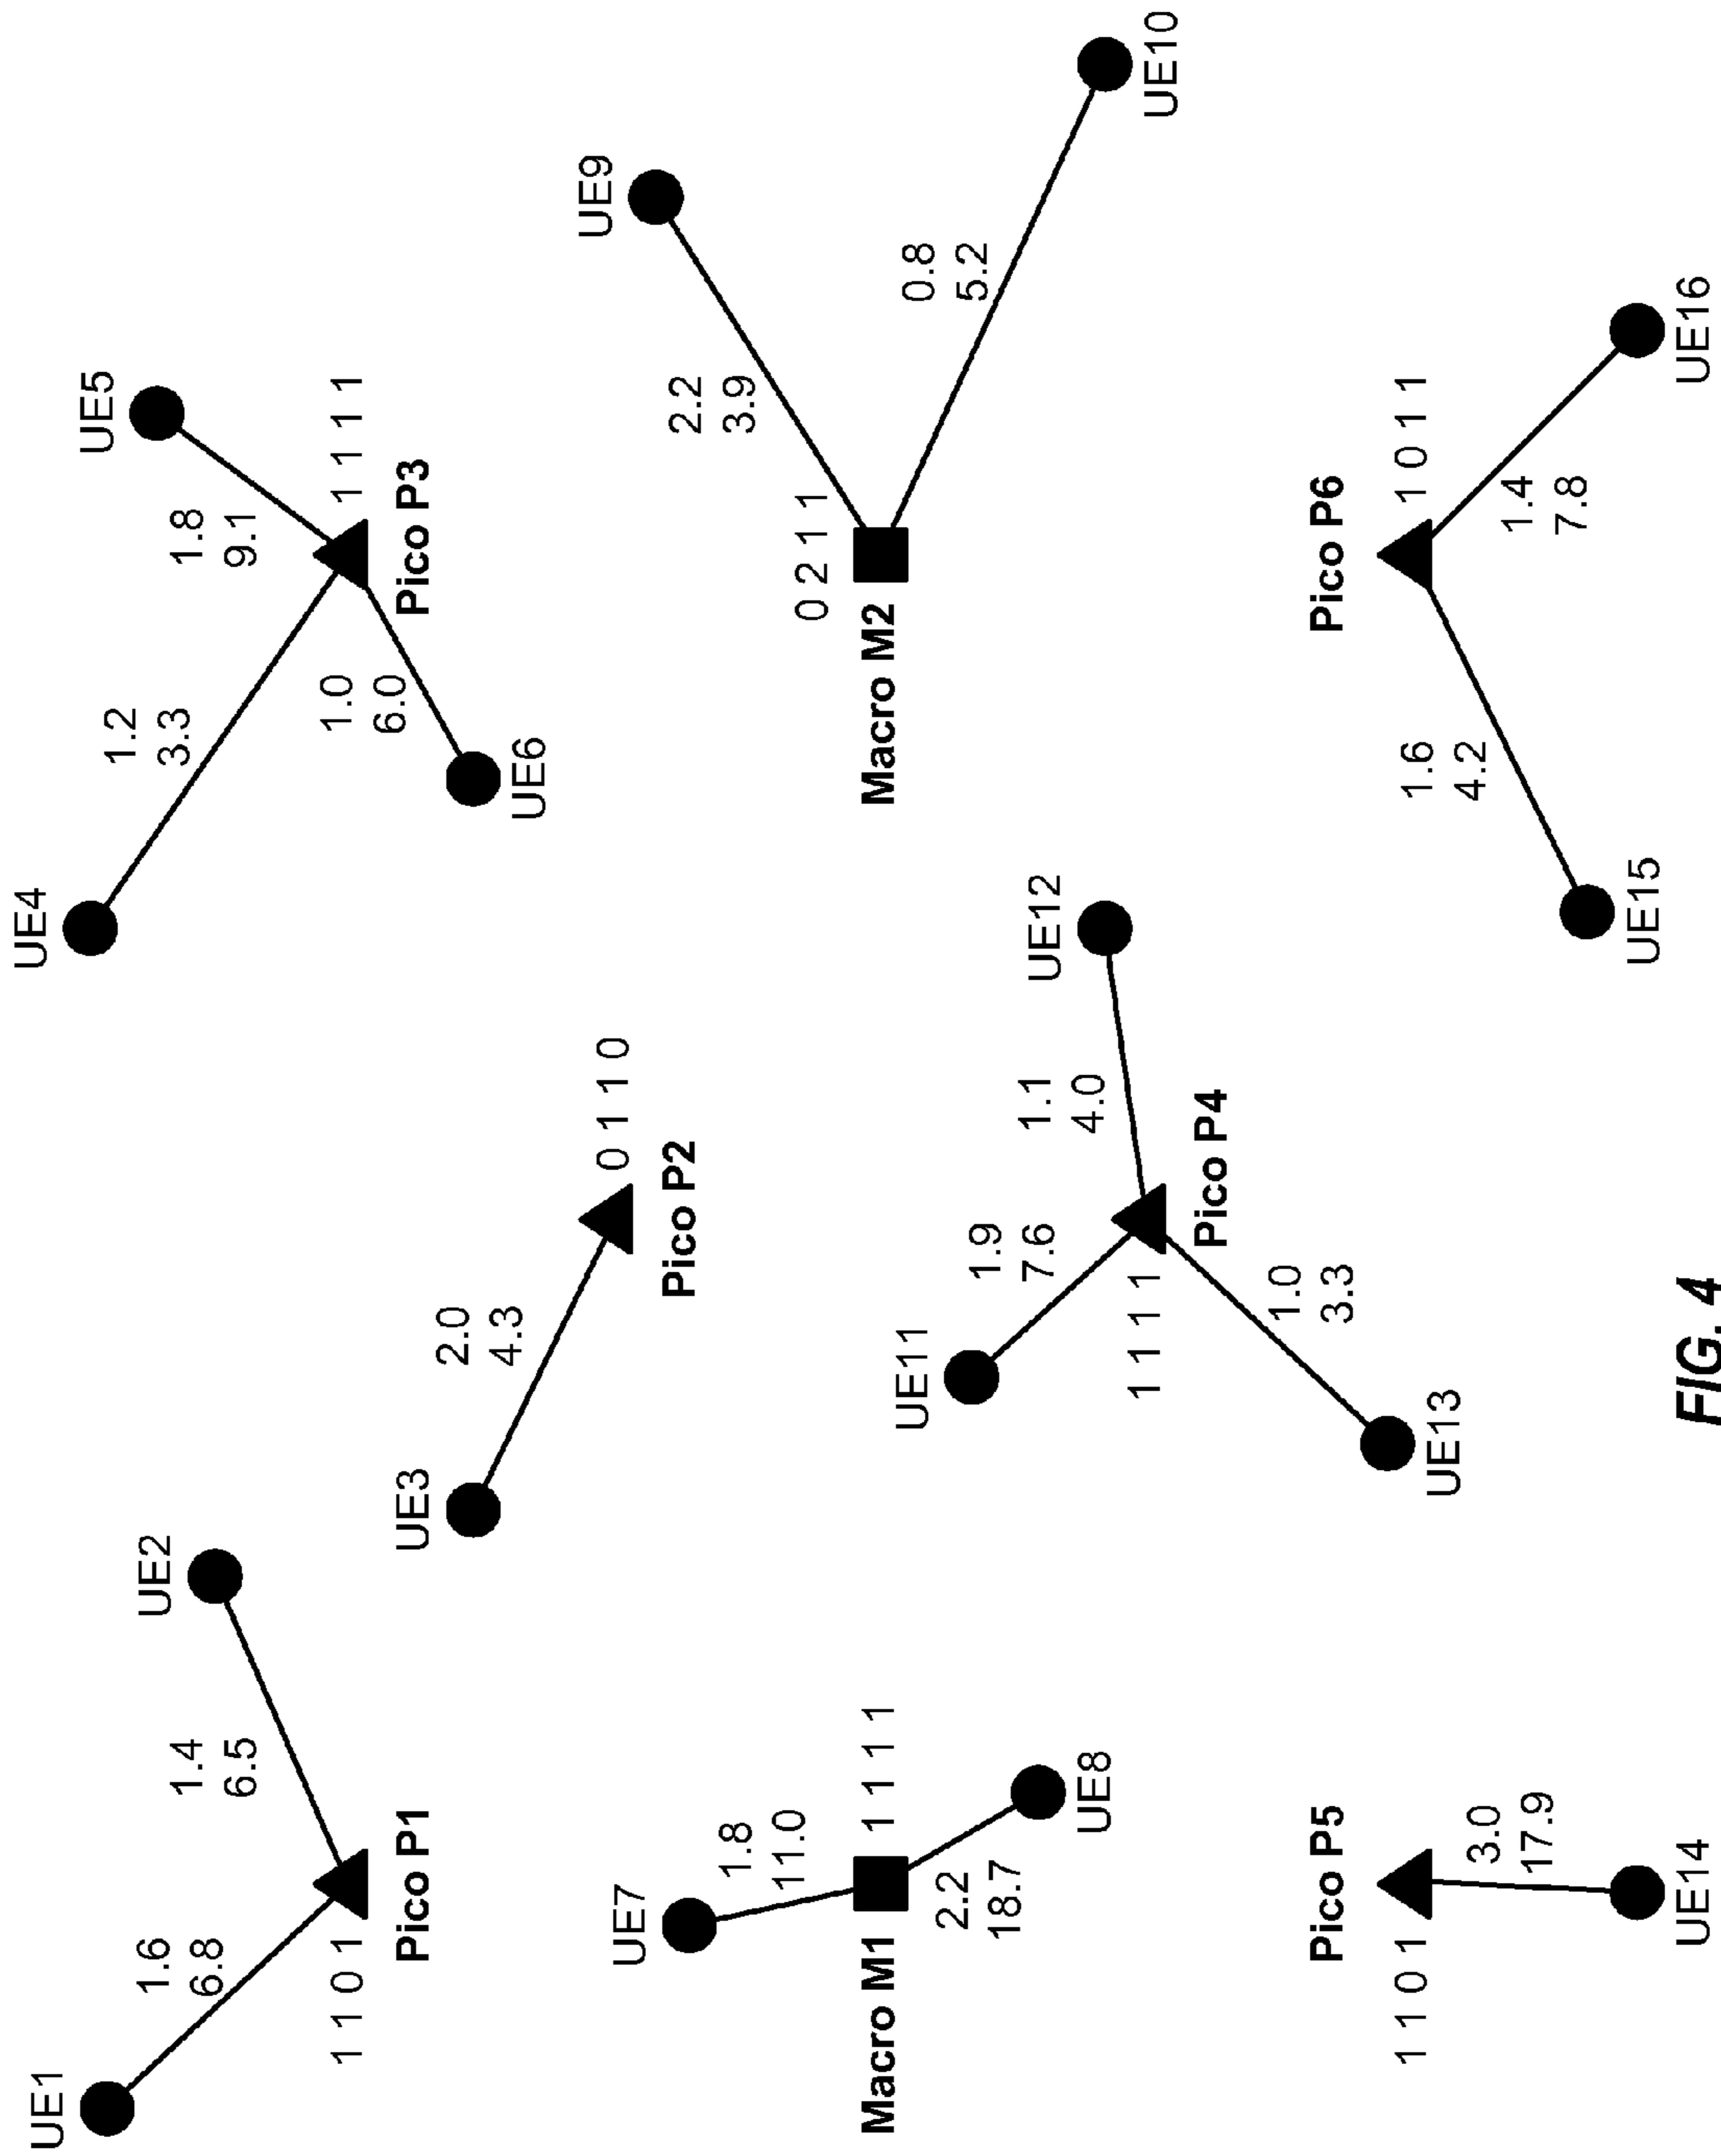 UE1
1.6
6.8
1 1 0 1
Pico P1
UE2
1.4
6.5
UE3
2.0
4.3
0 1 1 0
Pico P2
UE4
1.2
3.3
UE5
1.8
9.1
1 1 1 1
Pico P3
1.0
6.0
UE6
UE7
1.8
11.0
Macro M1
1 1 1 1
2.2
18.7
UE8
UE9
2.2
3.9
0 2 1 1
Macro M2
0.8
5.2
UE10
UE11
1.9
7.6
1 1 1 1
Pico P4
UE12
1.1
4.0
1.0
3.3
UE13
Pico P5
1 1 0 1
3.0
17.9
UE14
Pico P6
1 0 1 1
1.6
4.2
UE15
1.4
7.8
UE16
FIG. 4